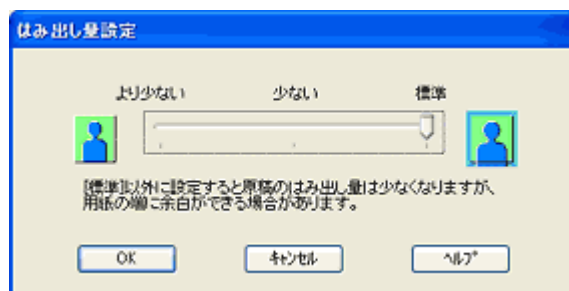 はみ出し量設定
より少ない 少ない 標準
[標準]以外に設定すると原稿のはみ出し量は少なくなりますが、
用紙の端に余白ができる場合があります。
OK キャンセル ヘルプ